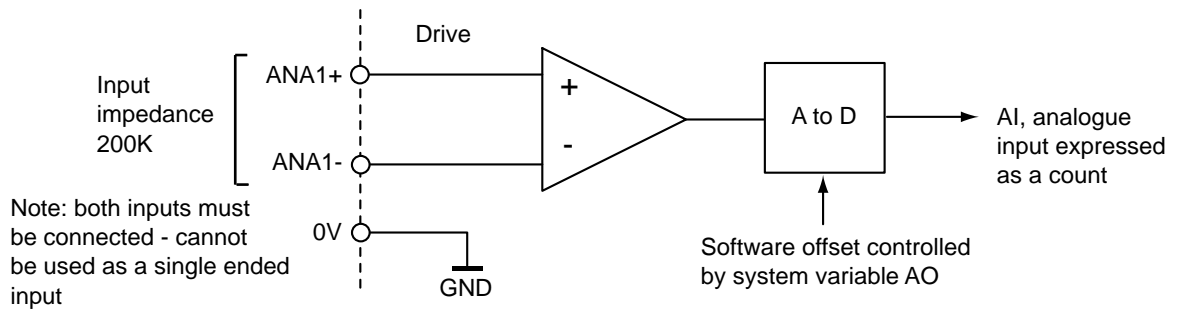 Drive
Input
impedance
200K
ANA1+
ANA1-
+
-
A to D
AI, analogue
input expressed
as a count
Note: both inputs must
be connected - cannot
be used as a single ended
input
0V
GND
Software offset controlled
by system variable AO